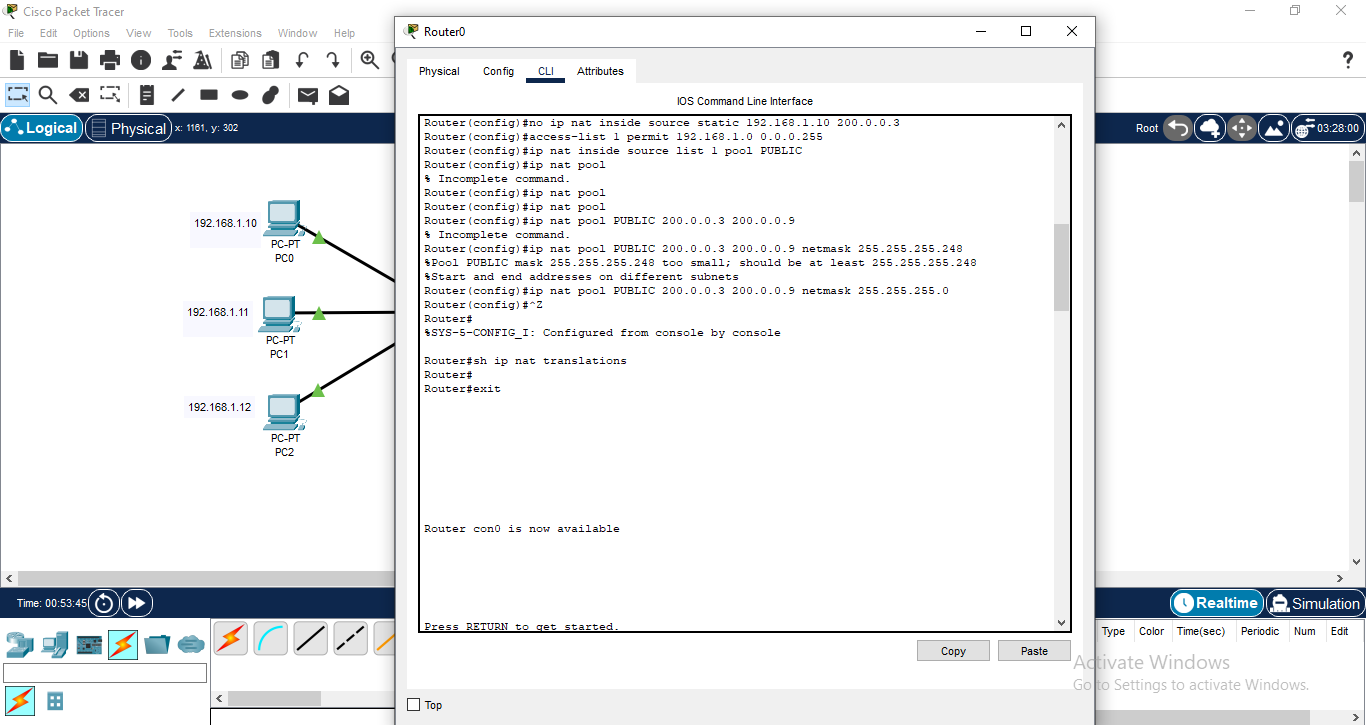 Cisco Packet Tracer
File Edit Options View Tools Extensions Window Help
Logical
Physical
x: 1161, y: 302
Root
03:28:00
192.168.1.10
PC-PT
PC0
192.168.1.11
PC-PT
PC1
192.168.1.12
PC-PT
PC2
Router0
Physical Config CLI Attributes
IOS Command Line Interface
Router(config)#no ip nat inside source static 192.168.1.10 200.0.0.3
Router(config)#access-list 1 permit 192.168.1.0 0.0.0.255
Router(config)#ip nat inside source list 1 pool PUBLIC
Router(config)#ip nat pool
% Incomplete command.
Router(config)#ip nat pool
Router(config)#ip nat pool
Router(config)#ip nat pool PUBLIC 200.0.0.3 200.0.0.9
% Incomplete command.
Router(config)#ip nat pool PUBLIC 200.0.0.3 200.0.0.9 netmask 255.255.255.248
%Pool PUBLIC mask 255.255.255.248 too small; should be at least 255.255.255.248
%Start and end addresses on different subnets
Router(config)#ip nat pool PUBLIC 200.0.0.3 200.0.0.9 netmask 255.255.255.0
Router(config)#^Z
Router#
%SYS-5-CONFIG_I: Configured from console by console
Router#sh ip nat translations
Router#
Router#exit
Router con0 is now available
Press RETURN to get started.
Copy
Paste
Top
Time: 00:53:45
Realtime
Simulation
Type Color Time(sec) Periodic Num Edit
Activate Windows
Go to Settings to activate Windows.